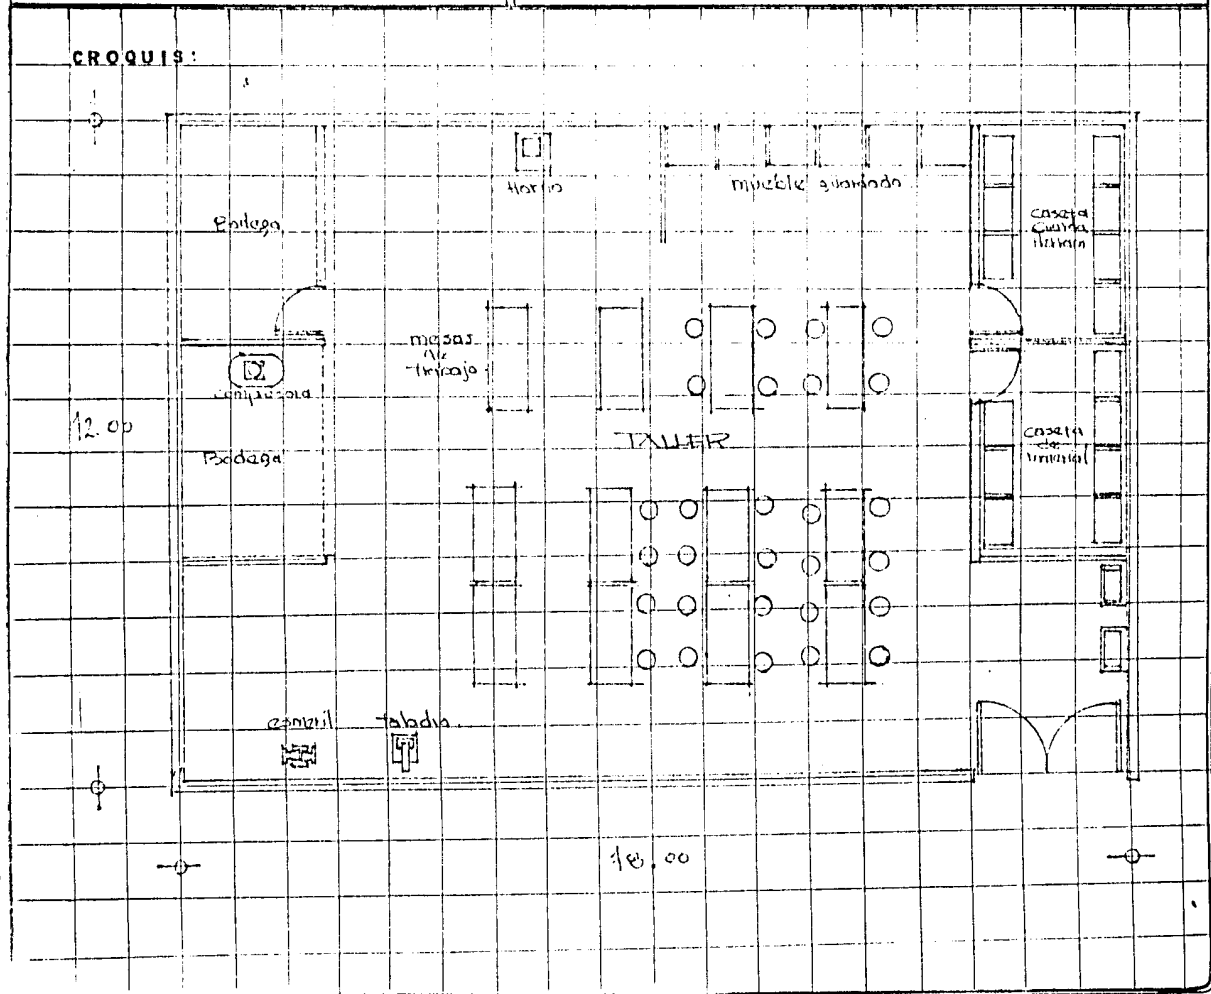 CROQUIS:
Horno
mueble guardado
Bodega
caseta
mesas
de
trabajo
12.00
TALLER
Bodega
caseta
de
material
esmeril
taladro
18.00